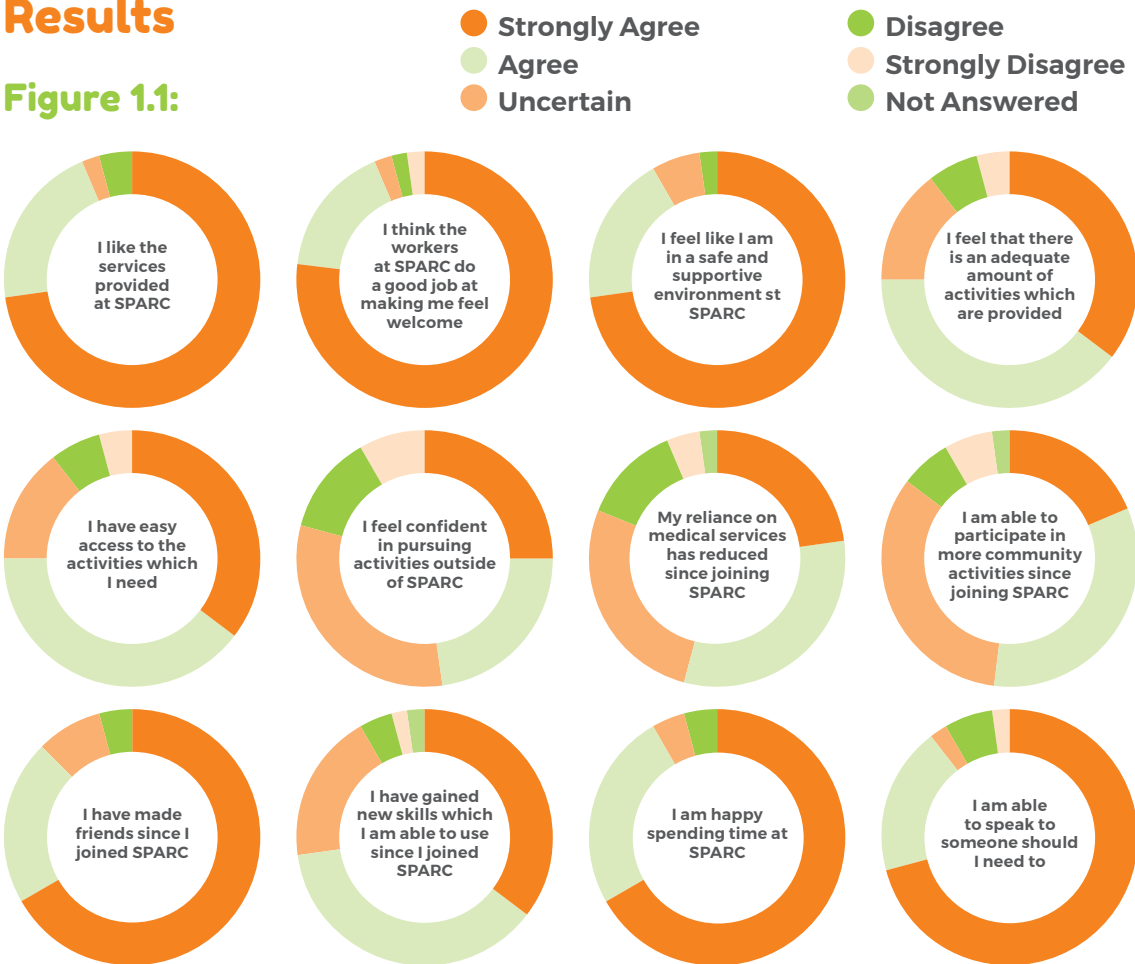 Results
Figure 1.1:
Strongly Agree
Agree
Uncertain
Disagree
Strongly Disagree
Not Answered
I like the
services
provided
at SPARC
I think the
workers
at SPARC do
a good job at
making me feel
welcome
I feel like I am
in a safe and
supportive
environment st
SPARC
I feel that there
is an adequate
amount of
activities which
are provided
I have easy
access to the
activities which
I need
I feel confident
in pursuing
activities outside
of SPARC
My reliance on
medical services
has reduced
since joining
SPARC
I am able to
participate in
more community
activities since
joining SPARC
I have made
friends since I
joined SPARC
I have gained
new skills which
I am able to use
since I joined
SPARC
I am happy
spending time at
SPARC
I am able
to speak to
someone should
I need to